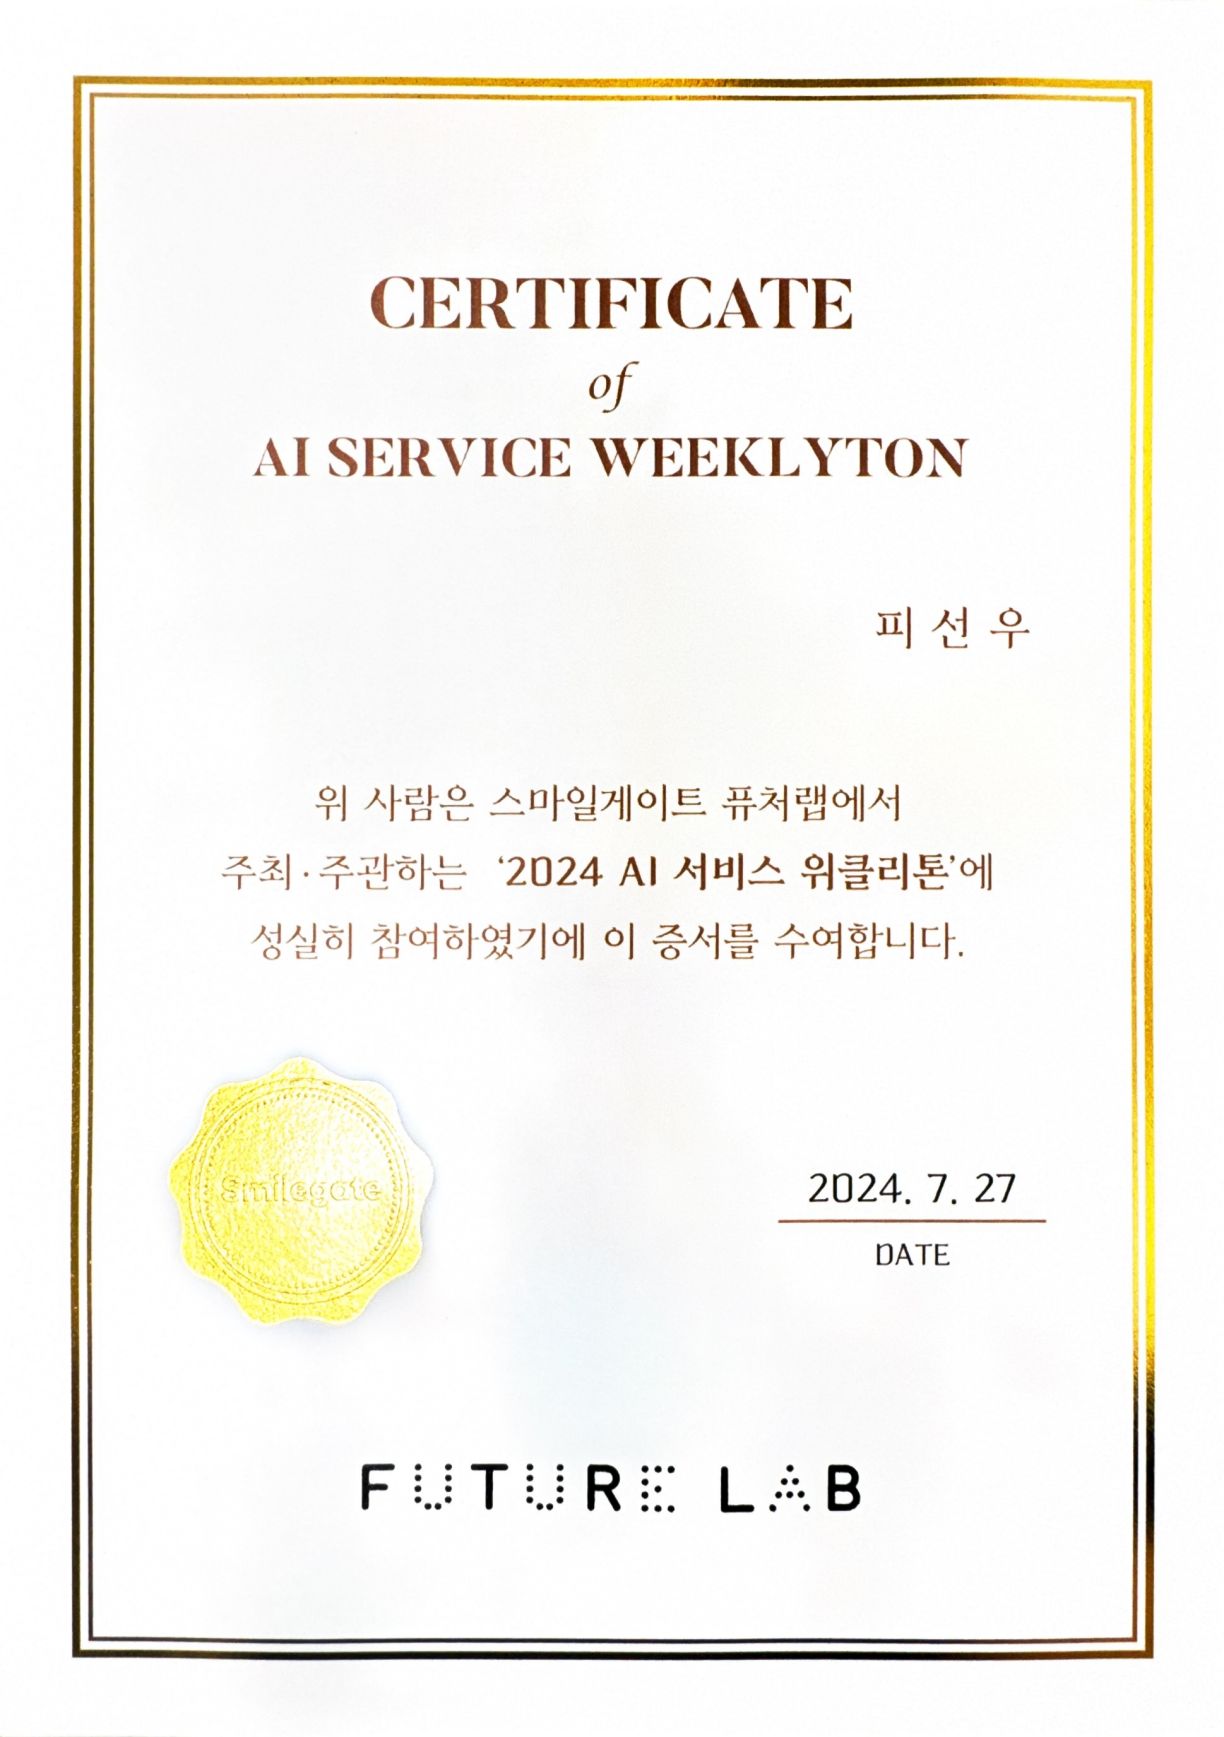 CERTIFICATE
of
AI SERVICE WEEKLYTON
피 선 우
위 사람은 스마일게이트 퓨처랩에서
주최·주관하는 ‘2024 AI 서비스 위클리톤’에
성실히 참여하였기에 이 증서를 수여합니다.
Smilegate
2024. 7. 27
DATE
FUTURE LAB